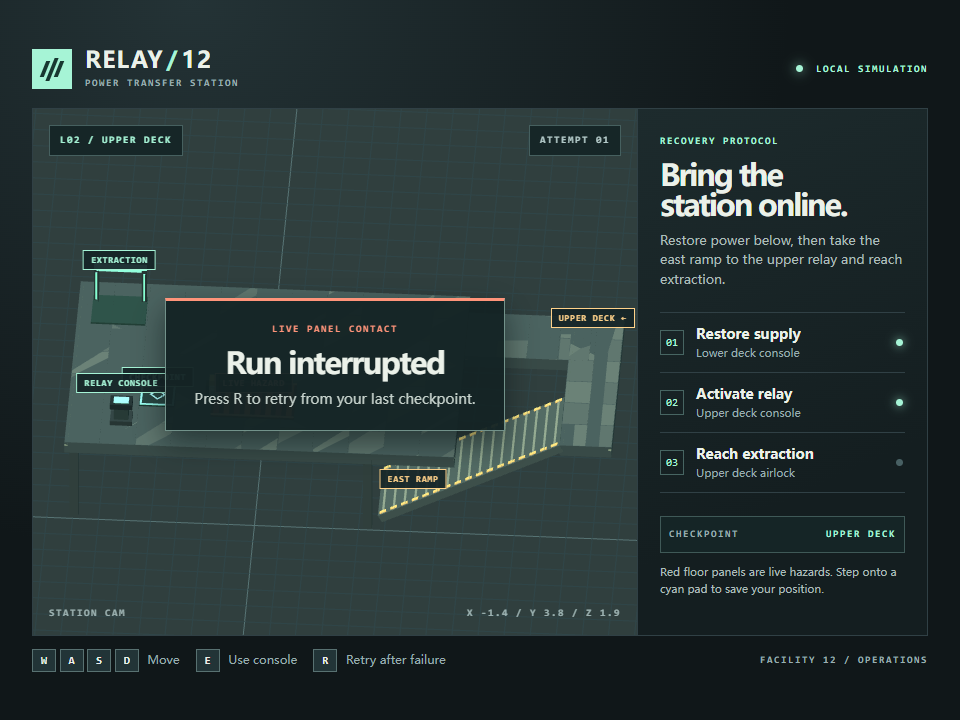 RELAY/12
POWER TRANSFER STATION
LOCAL SIMULATION
L02 / UPPER DECK
ATTEMPT 01
EXTRACTION
UPPER DECK ←
RELAY CONSOLE
EAST RAMP
LIVE PANEL CONTACT
Run interrupted
Press R to retry from your last checkpoint.
STATION CAM
X -1.4 / Y 3.8 / Z 1.9
RECOVERY PROTOCOL
Bring the
station online.
Restore power below, then take the
east ramp to the upper relay and reach
extraction.
01 Restore supply
Lower deck console
02 Activate relay
Upper deck console
03 Reach extraction
Upper deck airlock
CHECKPOINT UPPER DECK
Red floor panels are live hazards. Step onto a
cyan pad to save your position.
W A S D Move E Use console R Retry after failure
FACILITY 12 / OPERATIONS